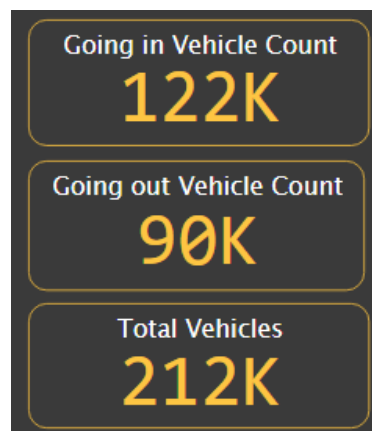 Going in Vehicle Count
122K
Going out Vehicle Count
90K
Total Vehicles
212K